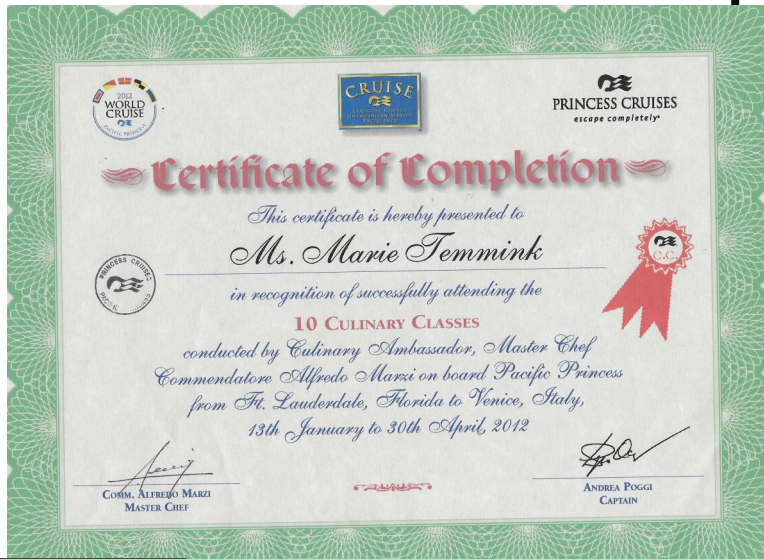 2012
WORLD
CRUISE
PACIFIC PRINCESS
CRUISE
PRINCESS CRUISES
escape completely
Certificate of Completion
This certificate is hereby presented to
Ms. Marie Temmink
PRINCESS CRUISES
C.C.
in recognition of successfully attending the
10 CULINARY CLASSES
conducted by Culinary Ambassador, Master Chef
Commendatore Alfredo Marzi on board Pacific Princess
from Ft. Lauderdale, Florida to Venice, Italy,
13th January to 30th April, 2012
COMM. ALFREDO MARZI
MASTER CHEF
ANDREA POGGI
CAPTAIN